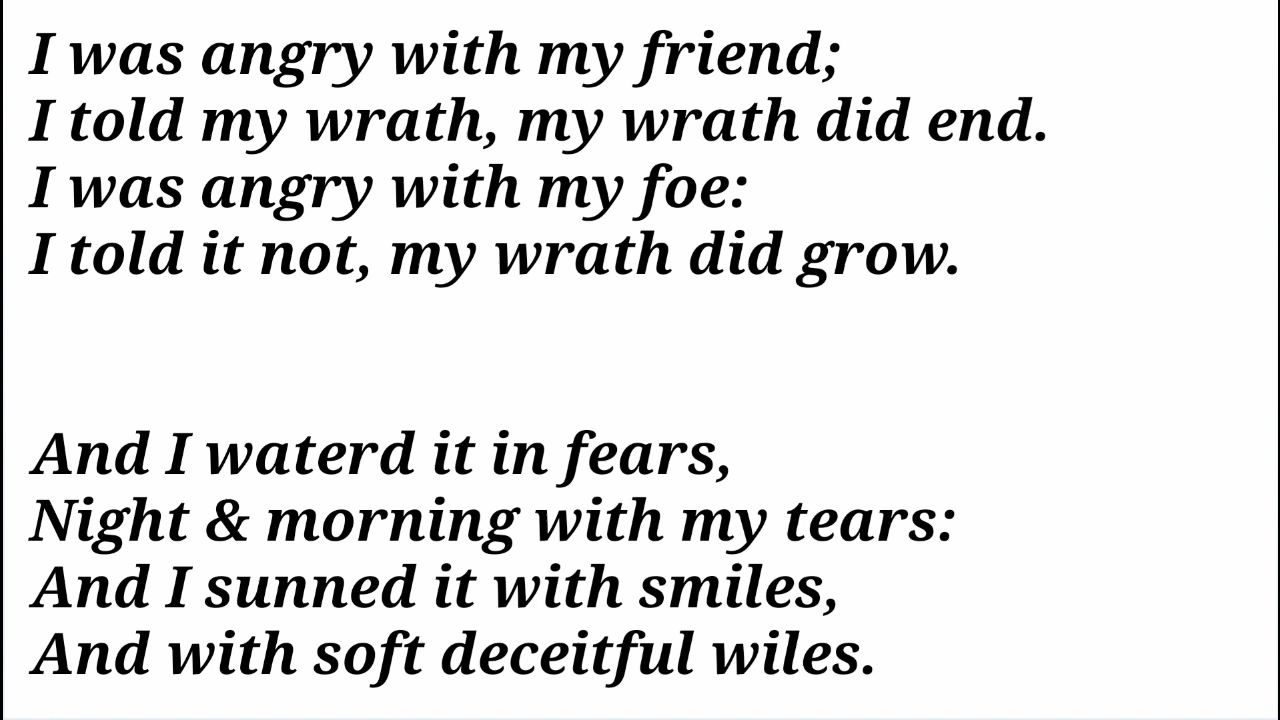 I was angry with my friend;
I told my wrath, my wrath did end.
I was angry with my foe:
I told it not, my wrath did grow.
And I waterd it in fears,
Night & morning with my tears:
And I sunned it with smiles,
And with soft deceitful wiles.